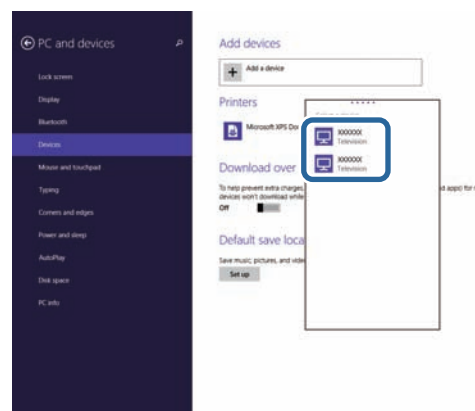 PC and devices
Lock screen
Display
Bluetooth
Devices
Mouse and touchpad
Typing
Corners and edges
Power and sleep
AutoPlay
Disk space
PC info
Add devices
Add a device
Printers
Microsoft XPS Doc
XXXXXX
Television
XXXXXX
Television
Download over
To help prevent extra charges,
d apps) for
devices won't download while
Off
Default save loca
Save music, pictures, and vide
Set up